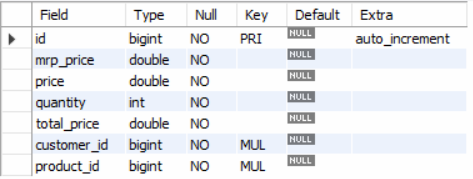 Field Type Null Key Default Extra
id bigint NO PRI NULL auto_increment
mrp_price double NO NULL
price double NO NULL
quantity int NO NULL
total_price double NO NULL
customer_id bigint NO MUL NULL
product_id bigint NO MUL NULL